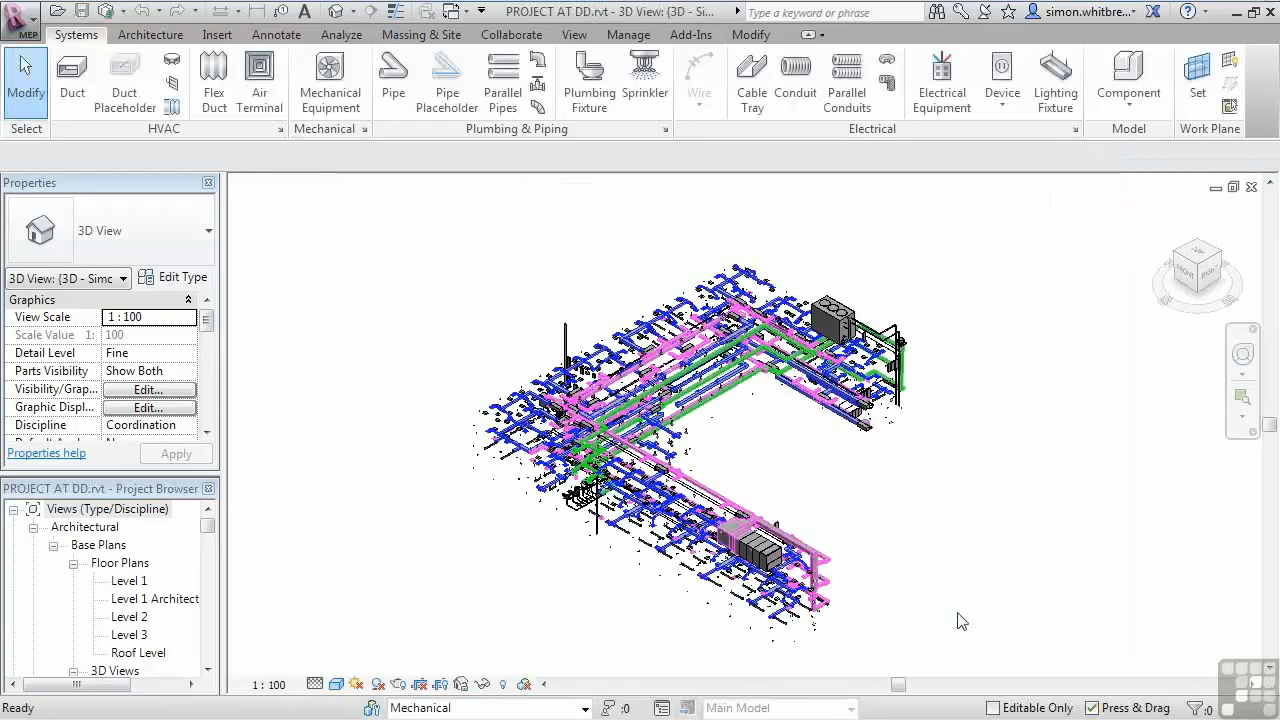 PROJECT AT DD.rvt - 3D View: {3D - Si...
Type a keyword or phrase
simon.whitbre...
MEP
Systems Architecture Insert Annotate Analyze Massing & Site Collaborate View Manage Add-Ins Modify
Modify
Duct
Duct Placeholder
Flex Duct
Air Terminal
Mechanical Equipment
Pipe
Pipe Placeholder
Parallel Pipes
Plumbing Fixture
Sprinkler
Wire
Cable Tray
Conduit
Parallel Conduits
Electrical Equipment
Device
Lighting Fixture
Component
Set
Select HVAC Mechanical Plumbing & Piping Electrical Model Work Plane
Properties
3D View
3D View: {3D - Simc
Edit Type
Graphics
View Scale 1 : 100
Scale Value 1: 100
Detail Level Fine
Parts Visibility Show Both
Visibility/Grap... Edit...
Graphic Displ... Edit...
Discipline Coordination
Properties help
Apply
PROJECT AT DD.rvt - Project Browser
Views (Type/Discipline)
Architectural
Base Plans
Floor Plans
Level 1
Level 1 Architect
Level 2
Level 3
Roof Level
3D Views
TOP
FRONT
1 : 100
Ready
Mechanical
:0
Main Model
Editable Only
Press & Drag
:0